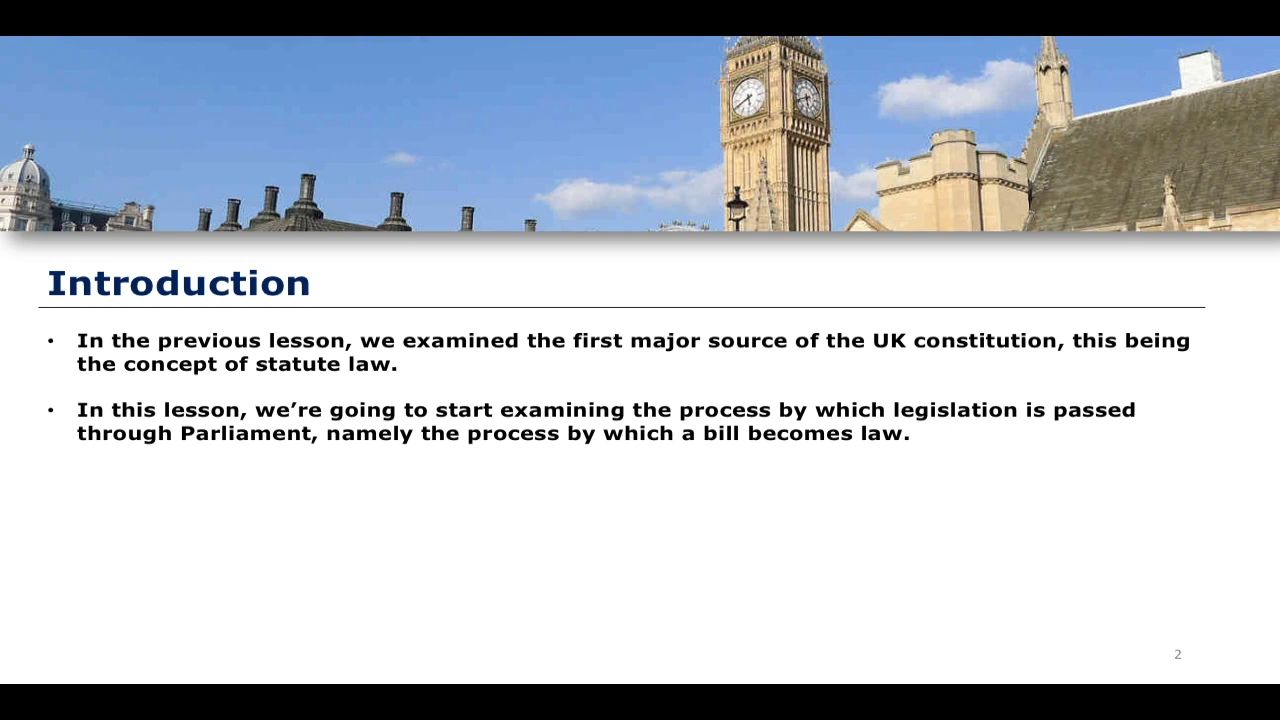 Introduction
• In the previous lesson, we examined the first major source of the UK constitution, this being
the concept of statute law.
• In this lesson, we’re going to start examining the process by which legislation is passed
through Parliament, namely the process by which a bill becomes law.
2